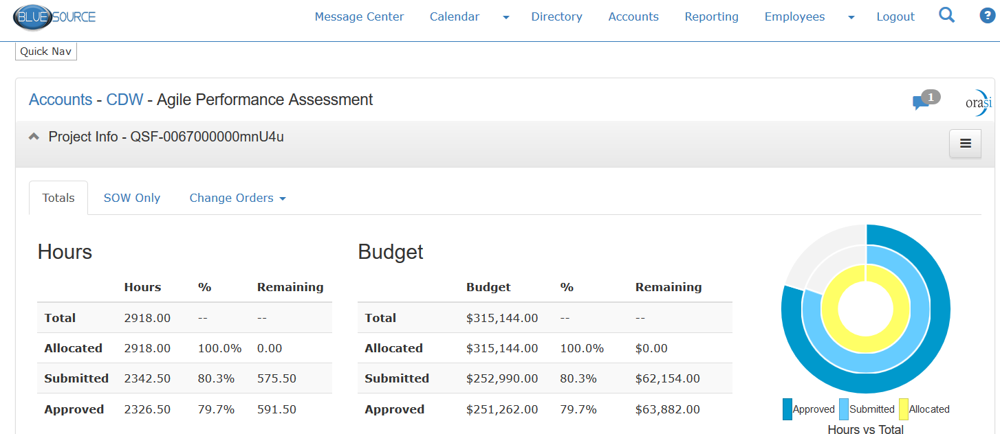 BLUE SOURCE Message Center Calendar Directory Accounts Reporting Employees Logout ?
Quick Nav
Accounts - CDW - Agile Performance Assessment 1 orasi
Project Info - QSF-0067000000mnU4u
Totals SOW Only Change Orders
Hours
Hours % Remaining
Total 2918.00 -- --
Allocated 2918.00 100.0% 0.00
Submitted 2342.50 80.3% 575.50
Approved 2326.50 79.7% 591.50
Budget
Budget % Remaining
Total $315,144.00 -- --
Allocated $315,144.00 100.0% $0.00
Submitted $252,990.00 80.3% $62,154.00
Approved $251,262.00 79.7% $63,882.00
Approved Submitted Allocated
Hours vs Total